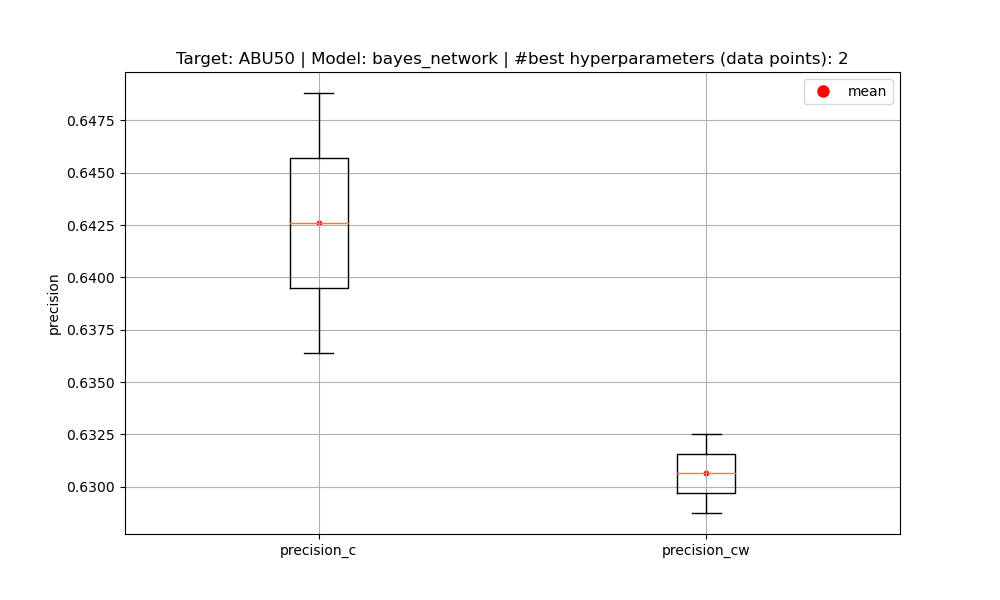 Target: ABU50 | Model: bayes_network | #best hyperparameters (data points): 2
mean
0.6475
0.6450
0.6425
0.6400
0.6375
0.6350
0.6325
0.6300
precision
precision_c
precision_cw